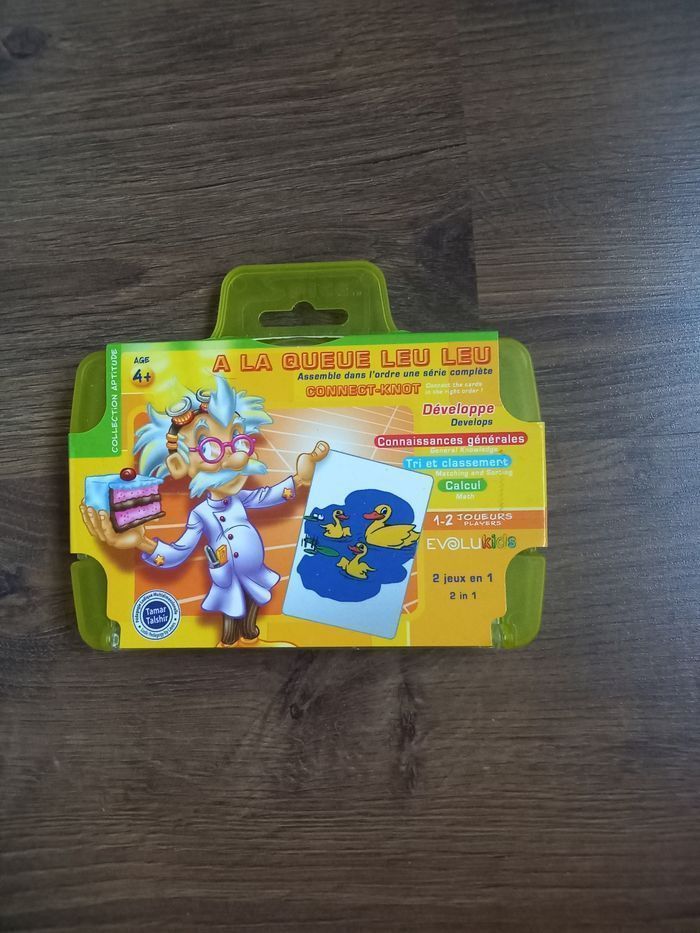 COLLECTION APTITUDE
AGE
4+
A LA QUEUE LEU LEU
Assemble dans l'ordre une série complète
CONNECT-KNOT
Connect the cards
in the right order !
Développe
Develops
Connaissances générales
General Knowledge
Tri et classement
Matching and Sorting
Calcul
Math
1-2 JOUEURS
PLAYERS
EVOLUkids
2 jeux en 1
2 in 1
Tamar
Talshir